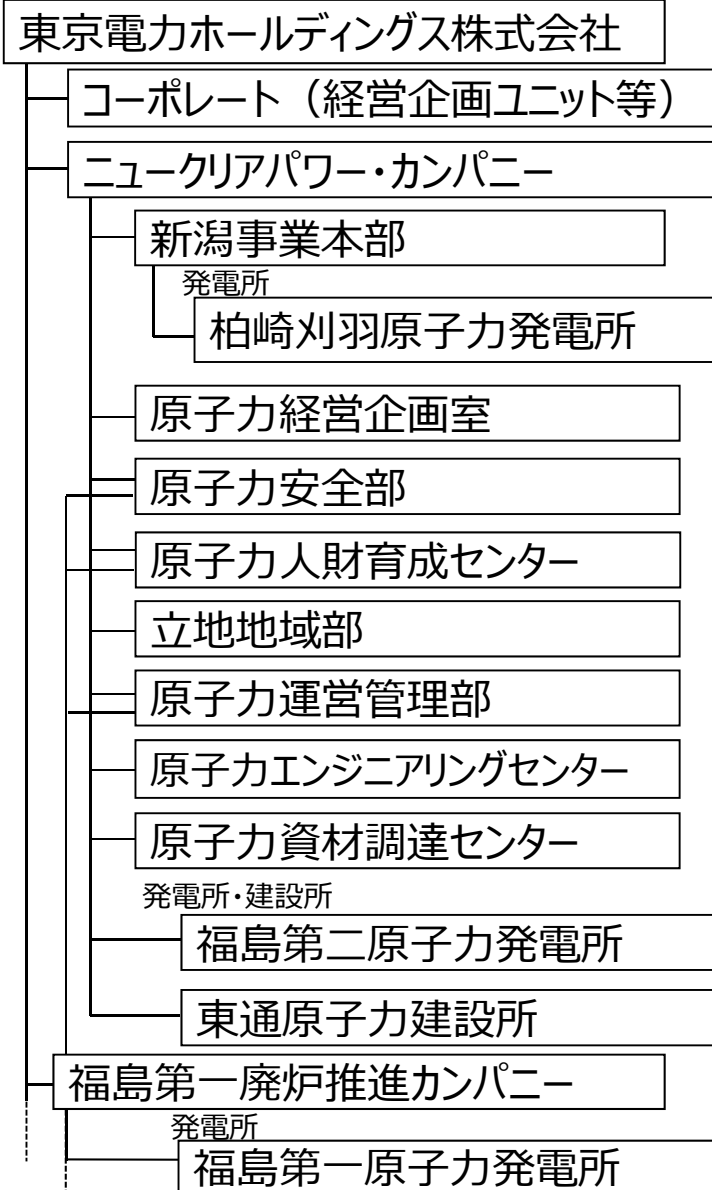 東京電力ホールディングス株式会社
コーポレート（経営企画ユニット等）
ニュークリアパワー・カンパニー
新潟事業本部
発電所
柏崎刈羽原子力発電所
原子力経営企画室
原子力安全部
原子力人財育成センター
立地地域部
原子力運営管理部
原子力エンジニアリングセンター
原子力資材調達センター
発電所・建設所
福島第二原子力発電所
東通原子力建設所
福島第一廃炉推進カンパニー
発電所
福島第一原子力発電所